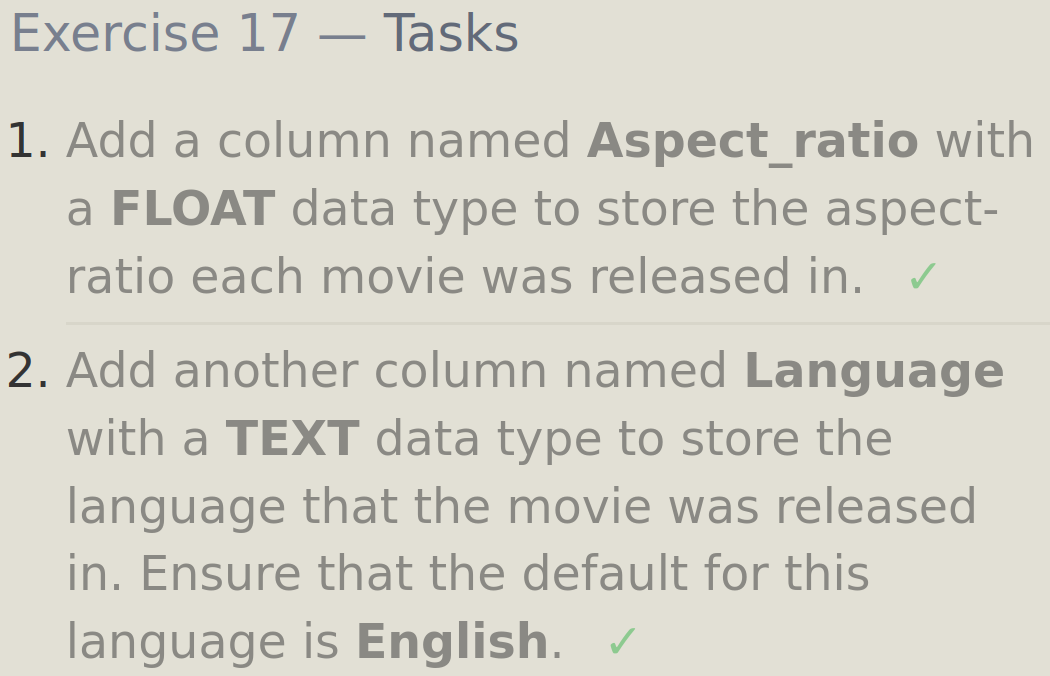 Exercise 17 — Tasks
1. Add a column named Aspect_ratio with
a FLOAT data type to store the aspect-
ratio each movie was released in. ✓
2. Add another column named Language
with a TEXT data type to store the
language that the movie was released
in. Ensure that the default for this
language is English. ✓